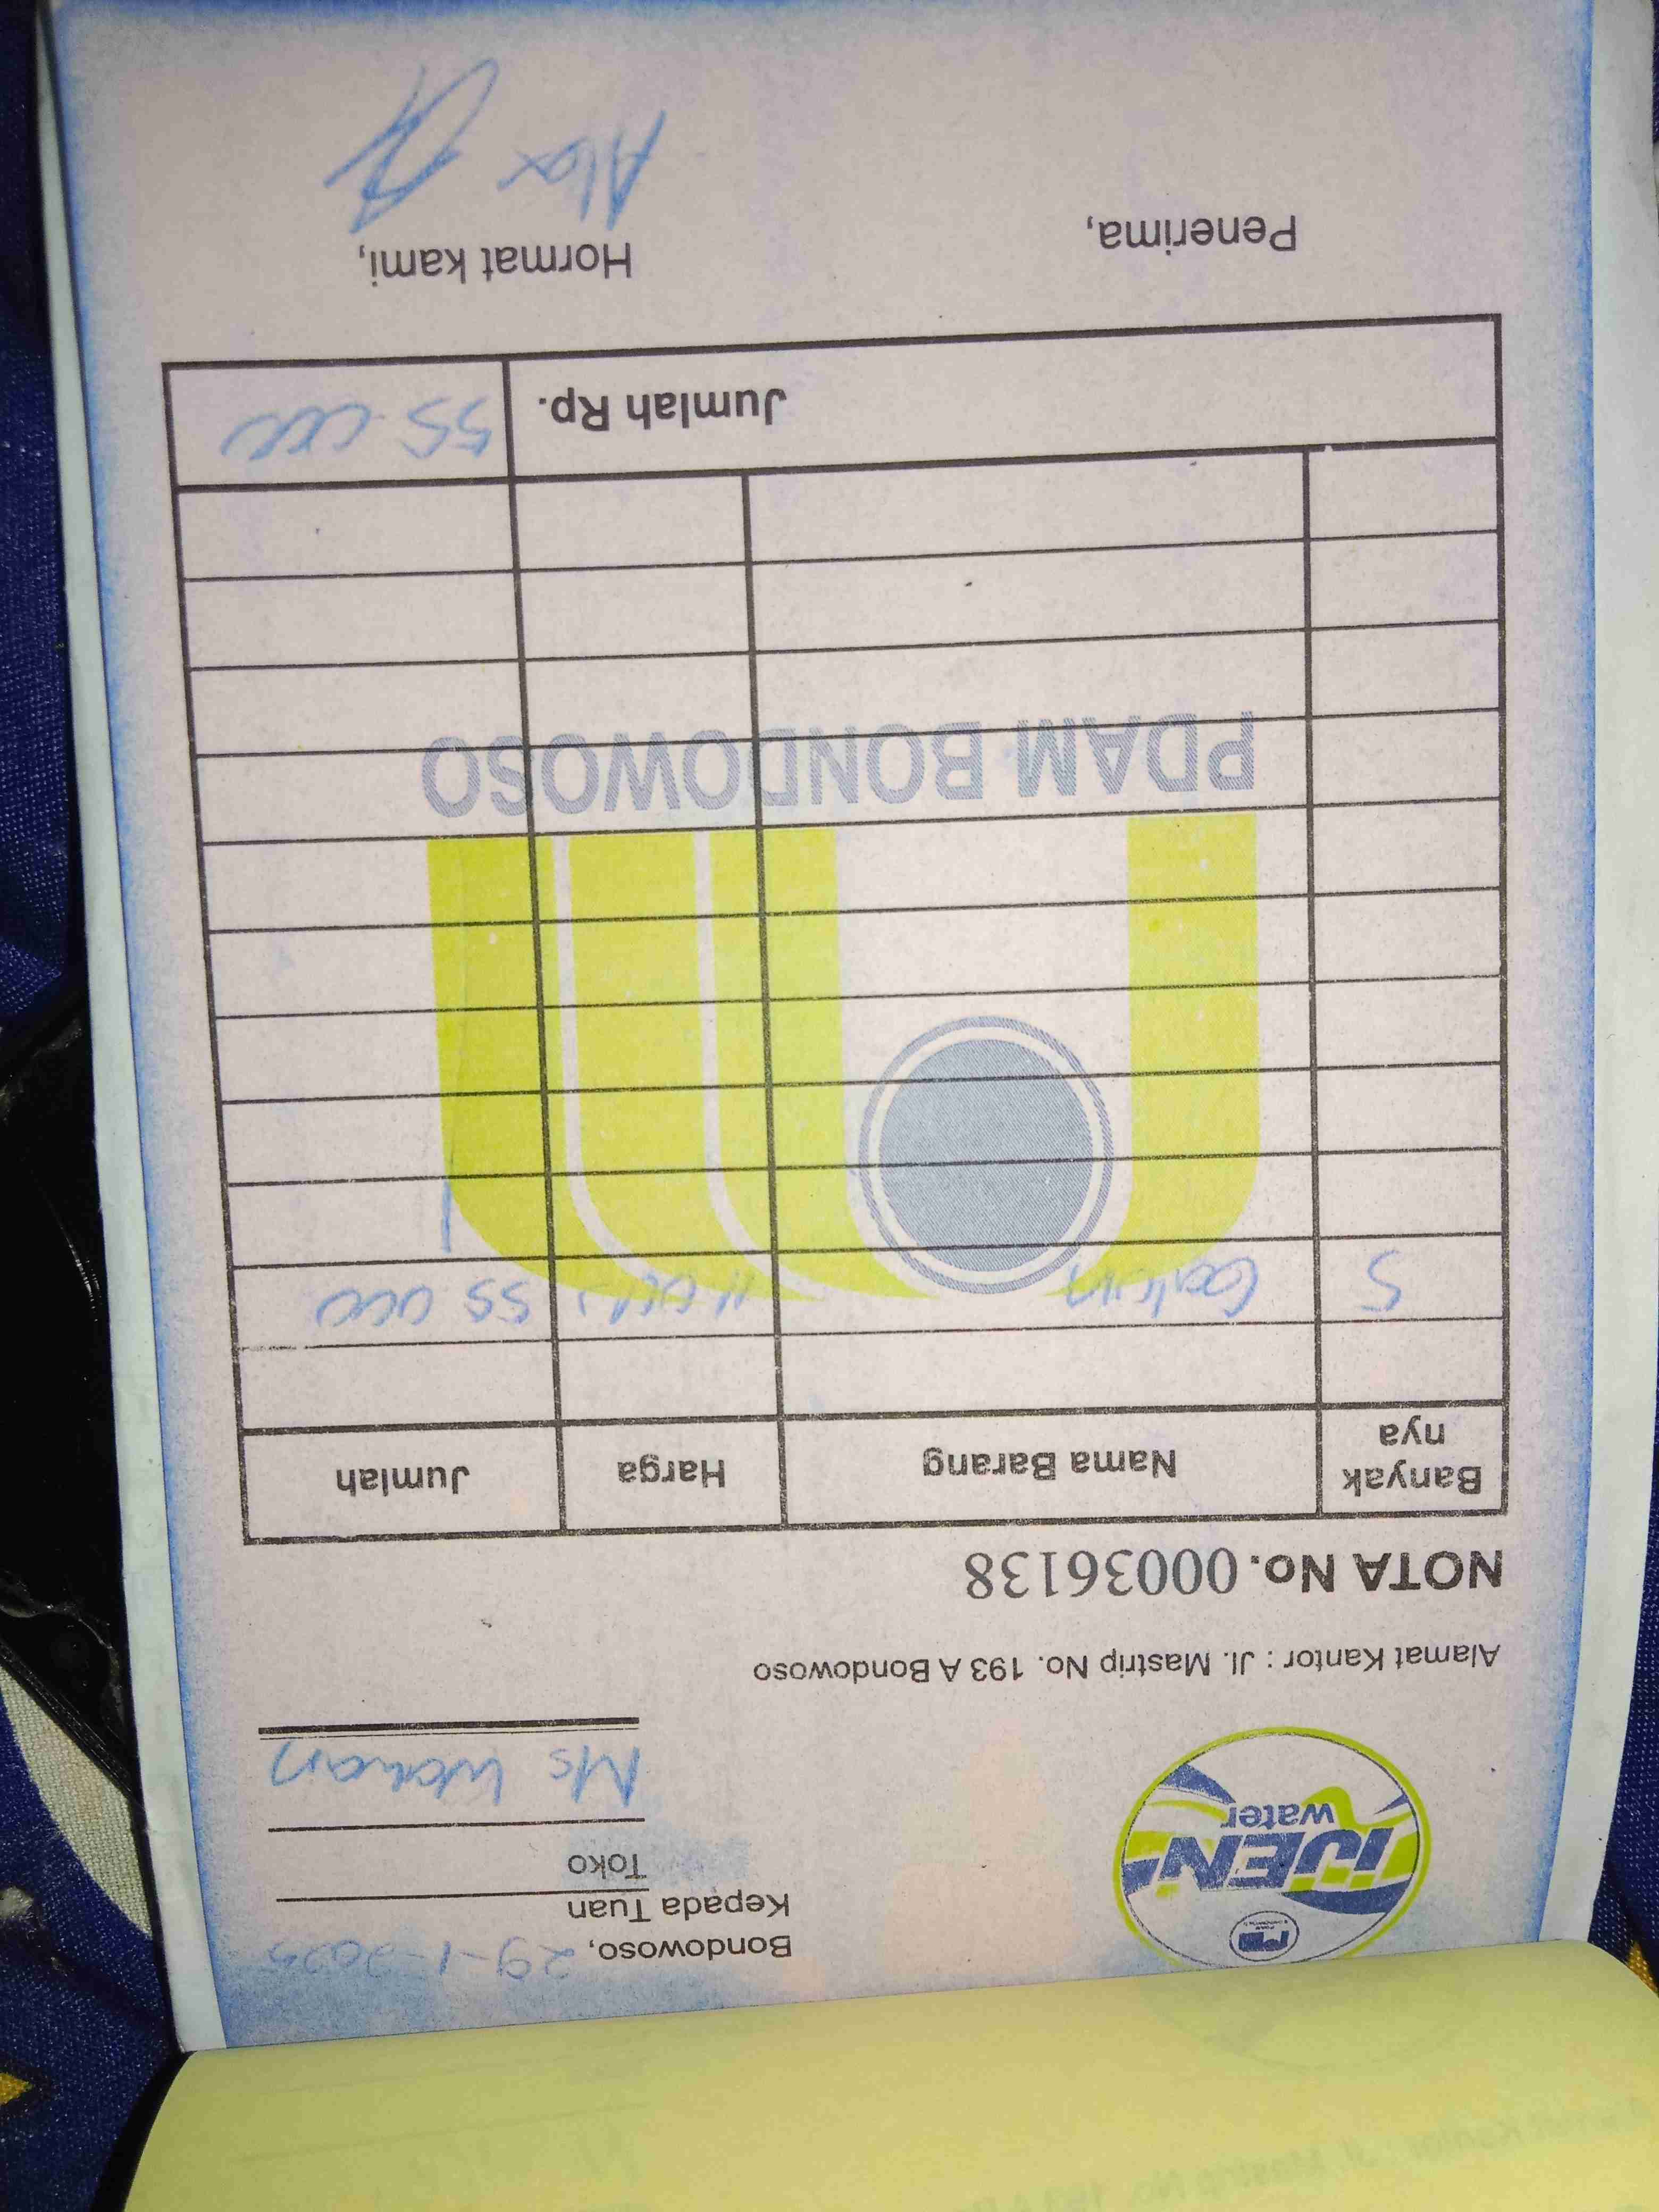 Bondowoso, 29-1-2025
Kepada Tuan
Toko
Ms Wawan
IJEN
water
Alamat Kantor : Jl. Mastrip No. 193 A Bondowoso
NOTA No. 00036138
Banyak nya Nama Barang Harga Jumlah
5 Galon 11.000 55 000
PDAM BONDOWOSO
Jumlah Rp. 55.000
Penerima, Hormat kami,
Alex